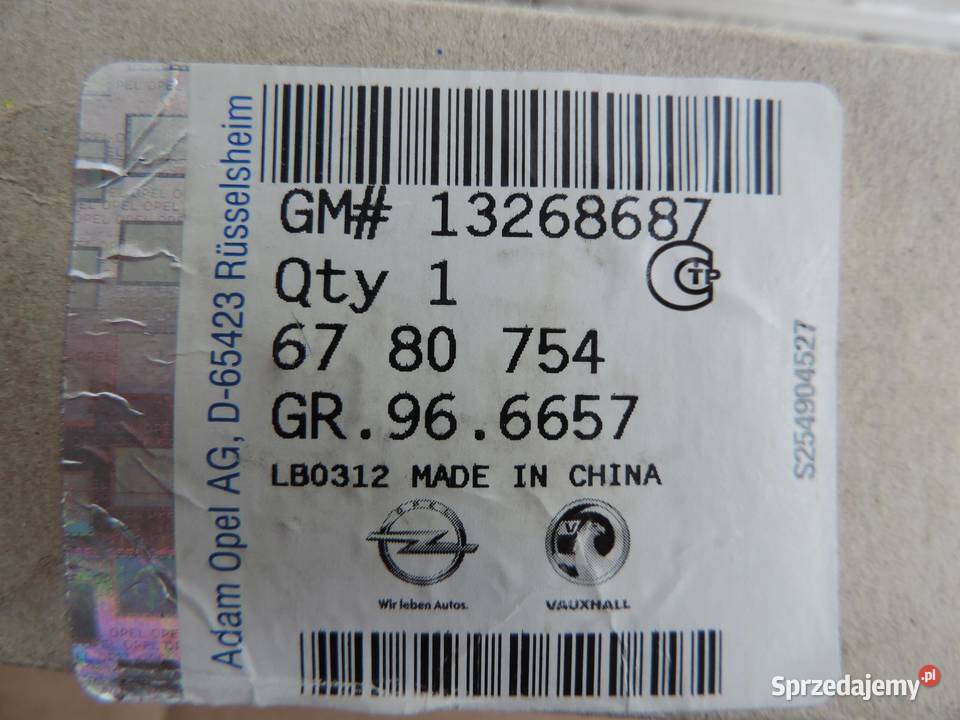 Adam Opel AG, D-65423 Rüsselsheim
GM# 13268687
Qty 1
67 80 754
GR.96.6657
LB0312 MADE IN CHINA
S254904527
OPEL
Wir leben Autos.
VAUXHALL
Sprzedajemy.pl